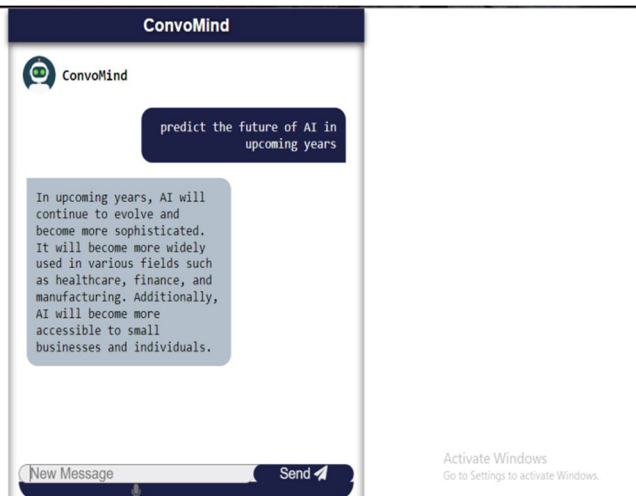 ConvoMind
ConvoMind
predict the future of AI in
upcoming years
In upcoming years, AI will
continue to evolve and
become more sophisticated.
It will become more widely
used in various fields such
as healthcare, finance, and
manufacturing. Additionally,
AI will become more
accessible to small
businesses and individuals.
New Message
Send
Activate Windows
Go to Settings to activate Windows.